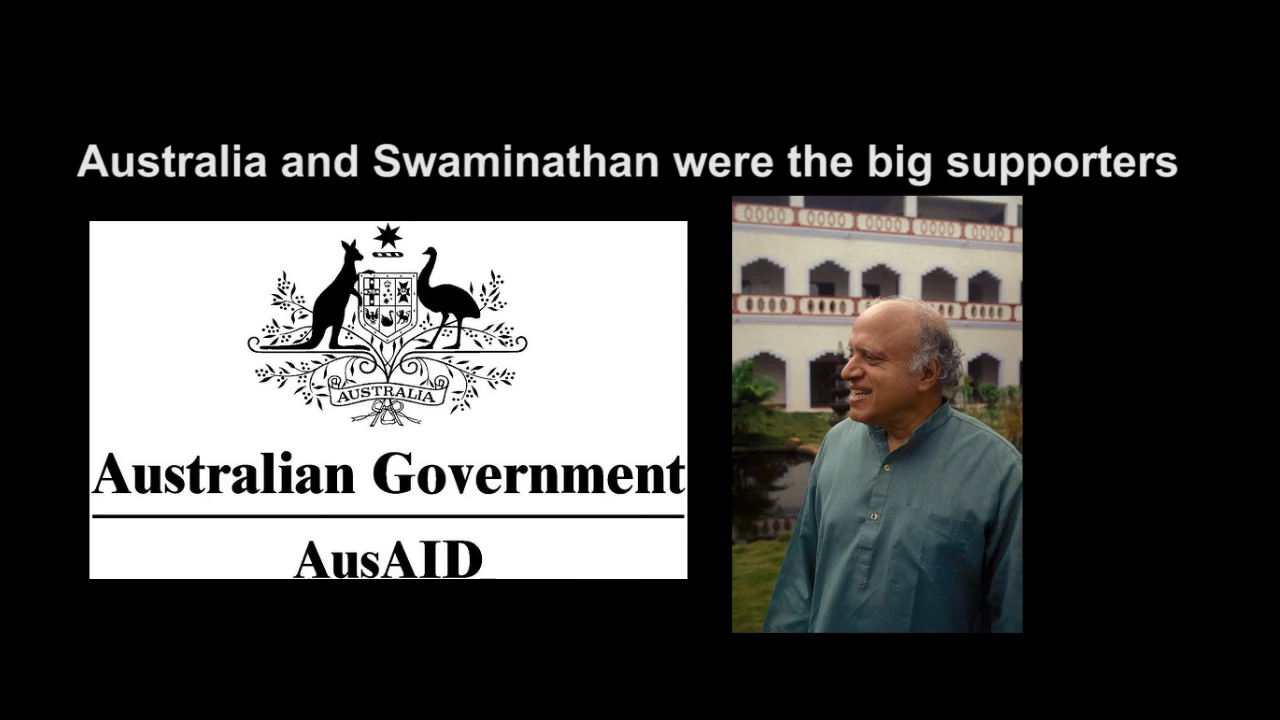 Australia and Swaminathan were the big supporters
AUSTRALIA
Australian Government
AusAID